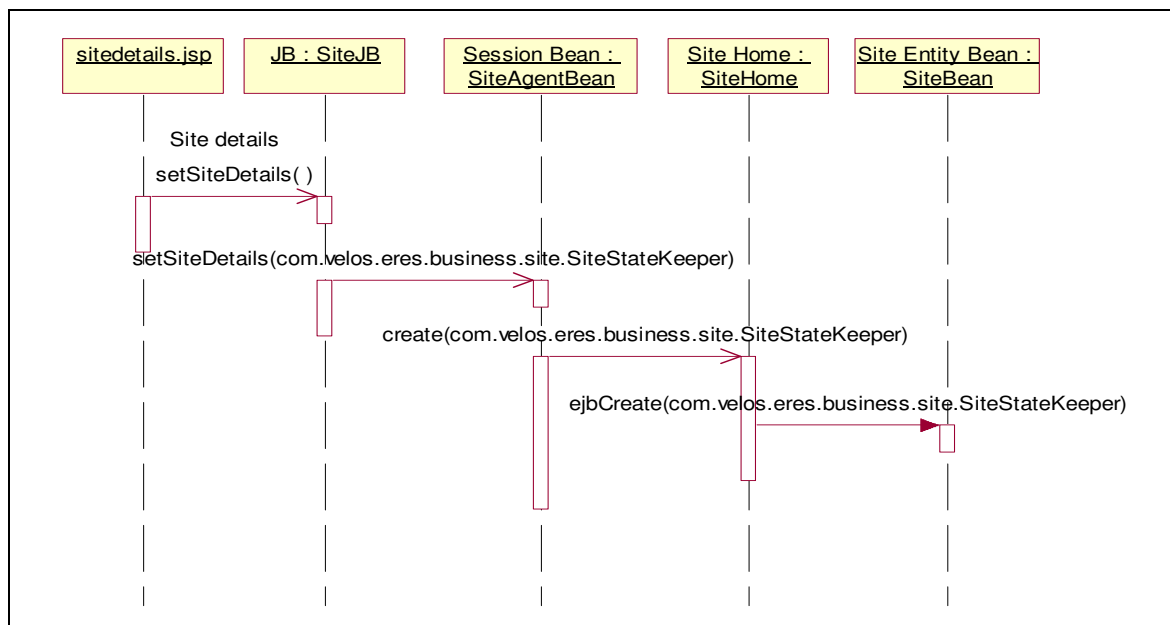 sitedetails.jsp
JB : SiteJB
Session Bean :
SiteAgentBean
Site Home :
SiteHome
Site Entity Bean :
SiteBean
Site details
setSiteDetails( )
setSiteDetails(com.velos.eres.business.site.SiteStateKeeper)
create(com.velos.eres.business.site.SiteStateKeeper)
ejbCreate(com.velos.eres.business.site.SiteStateKeeper)